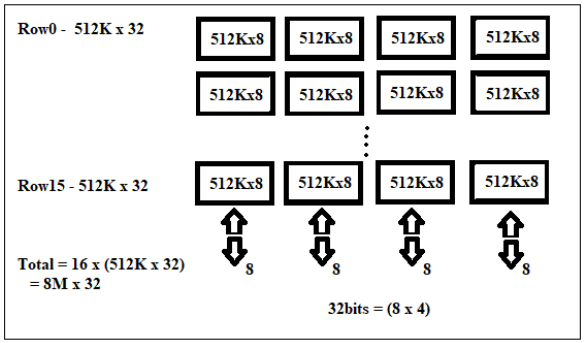 Row0 - 512K x 32 512Kx8 512Kx8 512Kx8 512Kx8
512Kx8 512Kx8 512Kx8 512Kx8
Row15 - 512K x 32 512Kx8 512Kx8 512Kx8 512Kx8
Total = 16 x (512K x 32) 8 8 8 8
= 8M x 32
32bits = (8 x 4)